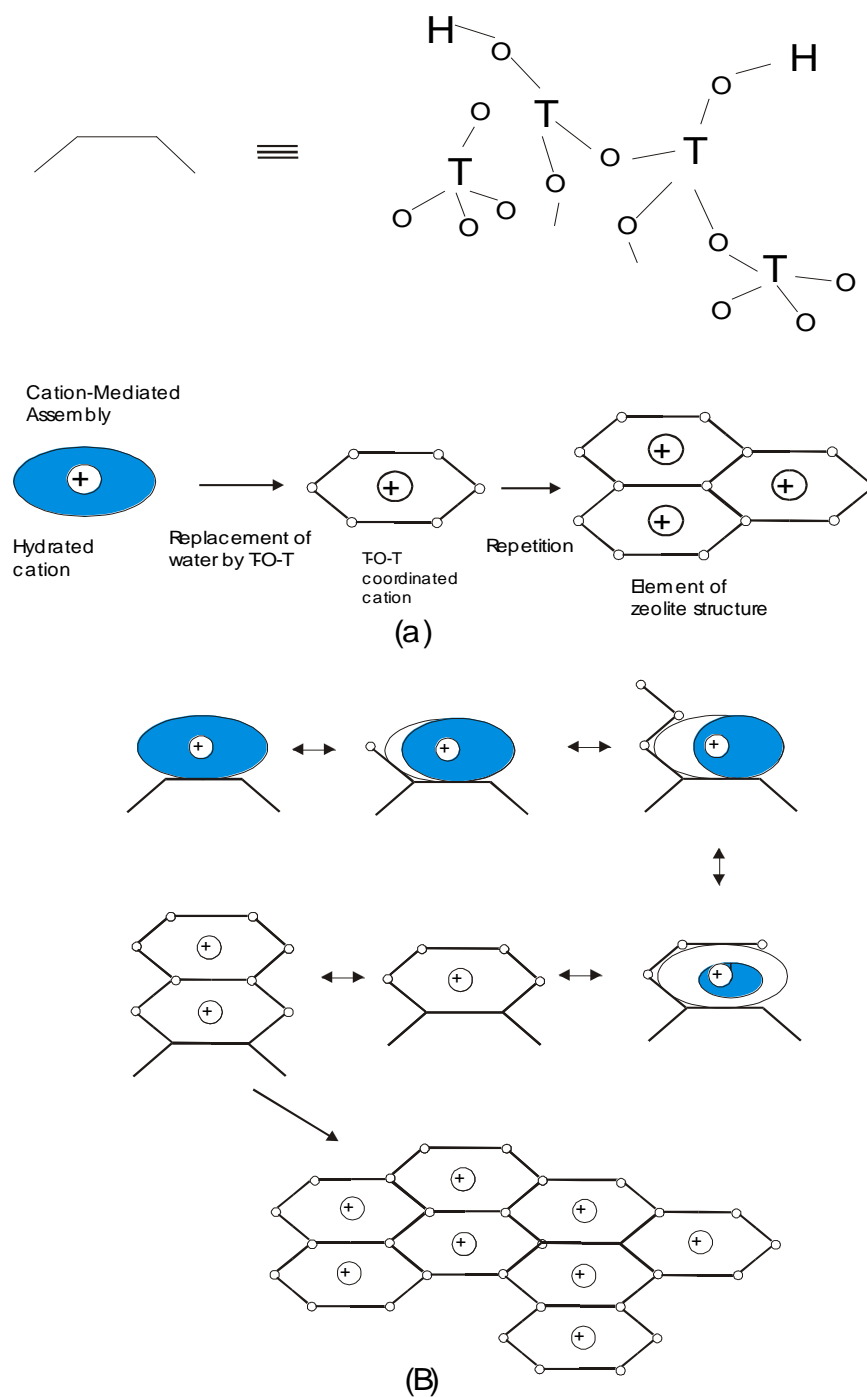 H O
O H
T
O T
T O
O
O O O O
O
T O
O
O
Cation-Mediated
Assembly
+ + + + +
Hydrated
cation
Replacement of
water by T-O-T
T-O-T
coordinated
cation
Repetition
Element of
zeolite structure
(a)
+ + +
+ + +
+
+
+ + +
+ + +
+
+
(B)